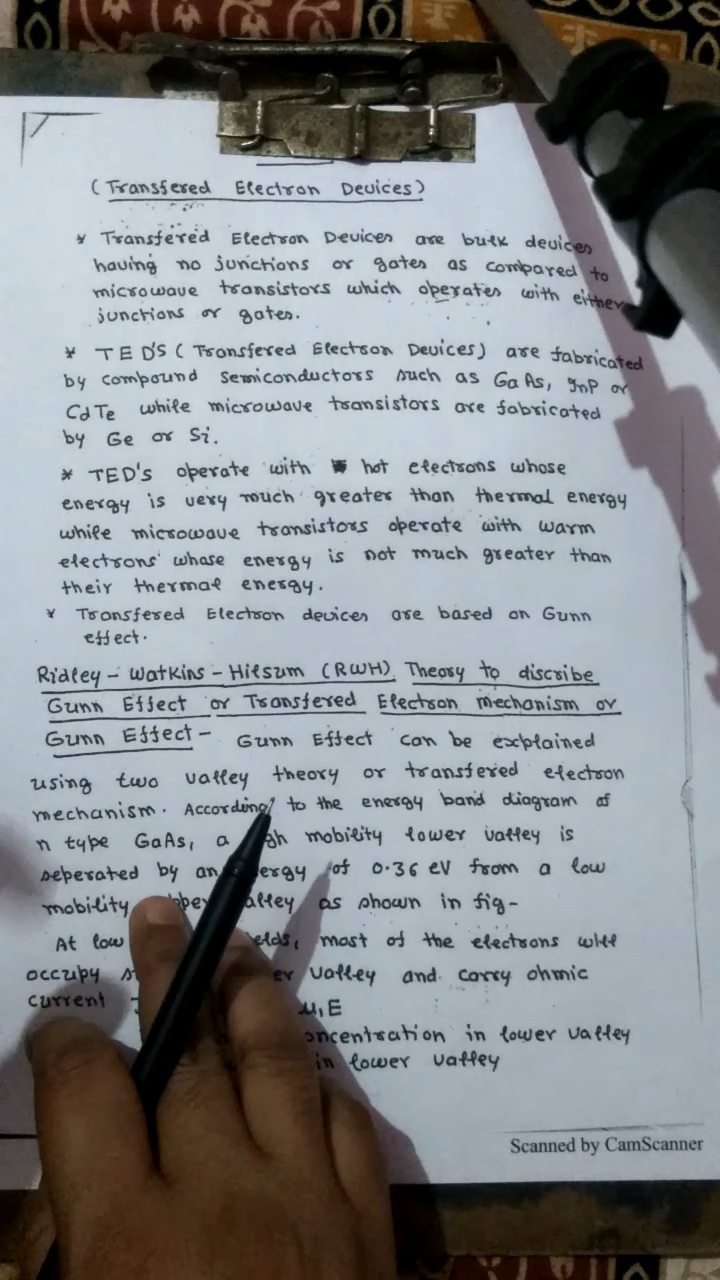 (Transfered Electron Devices)
* Transfered Electron Devices are bulk devices
having no junctions or gates as compared to
microwave transistors which operates with either
junctions or gates.
* TED'S (Transfered Electron Devices) are fabricated
by compound semiconductors such as GaAs, InP or
CdTe while microwave transistors are fabricated
by Ge or Si.
* TED's operate with hot electrons whose
energy is very much greater than thermal energy
while microwave transistors operate with warm
electrons whose energy is not much greater than
their thermal energy.
* Transfered Electron devices are based on Gunn
effect.
Ridley - Watkins - Hilsum (RWH) Theory to discribe
Gunn Effect or Transfered Electron mechanism or
Gunn Effect - Gunn Effect can be explained
using two valley theory or transfered electron
mechanism. According to the energy band diagram of
n type GaAs, a mobility lower valley is
seperated by an of 0.36 eV from a low
mobility valley as shown in fig-
At low most of the electrons will
occupy valley and carry ohmic
current μ₁E
in lower valley
in lower valley
Scanned by CamScanner